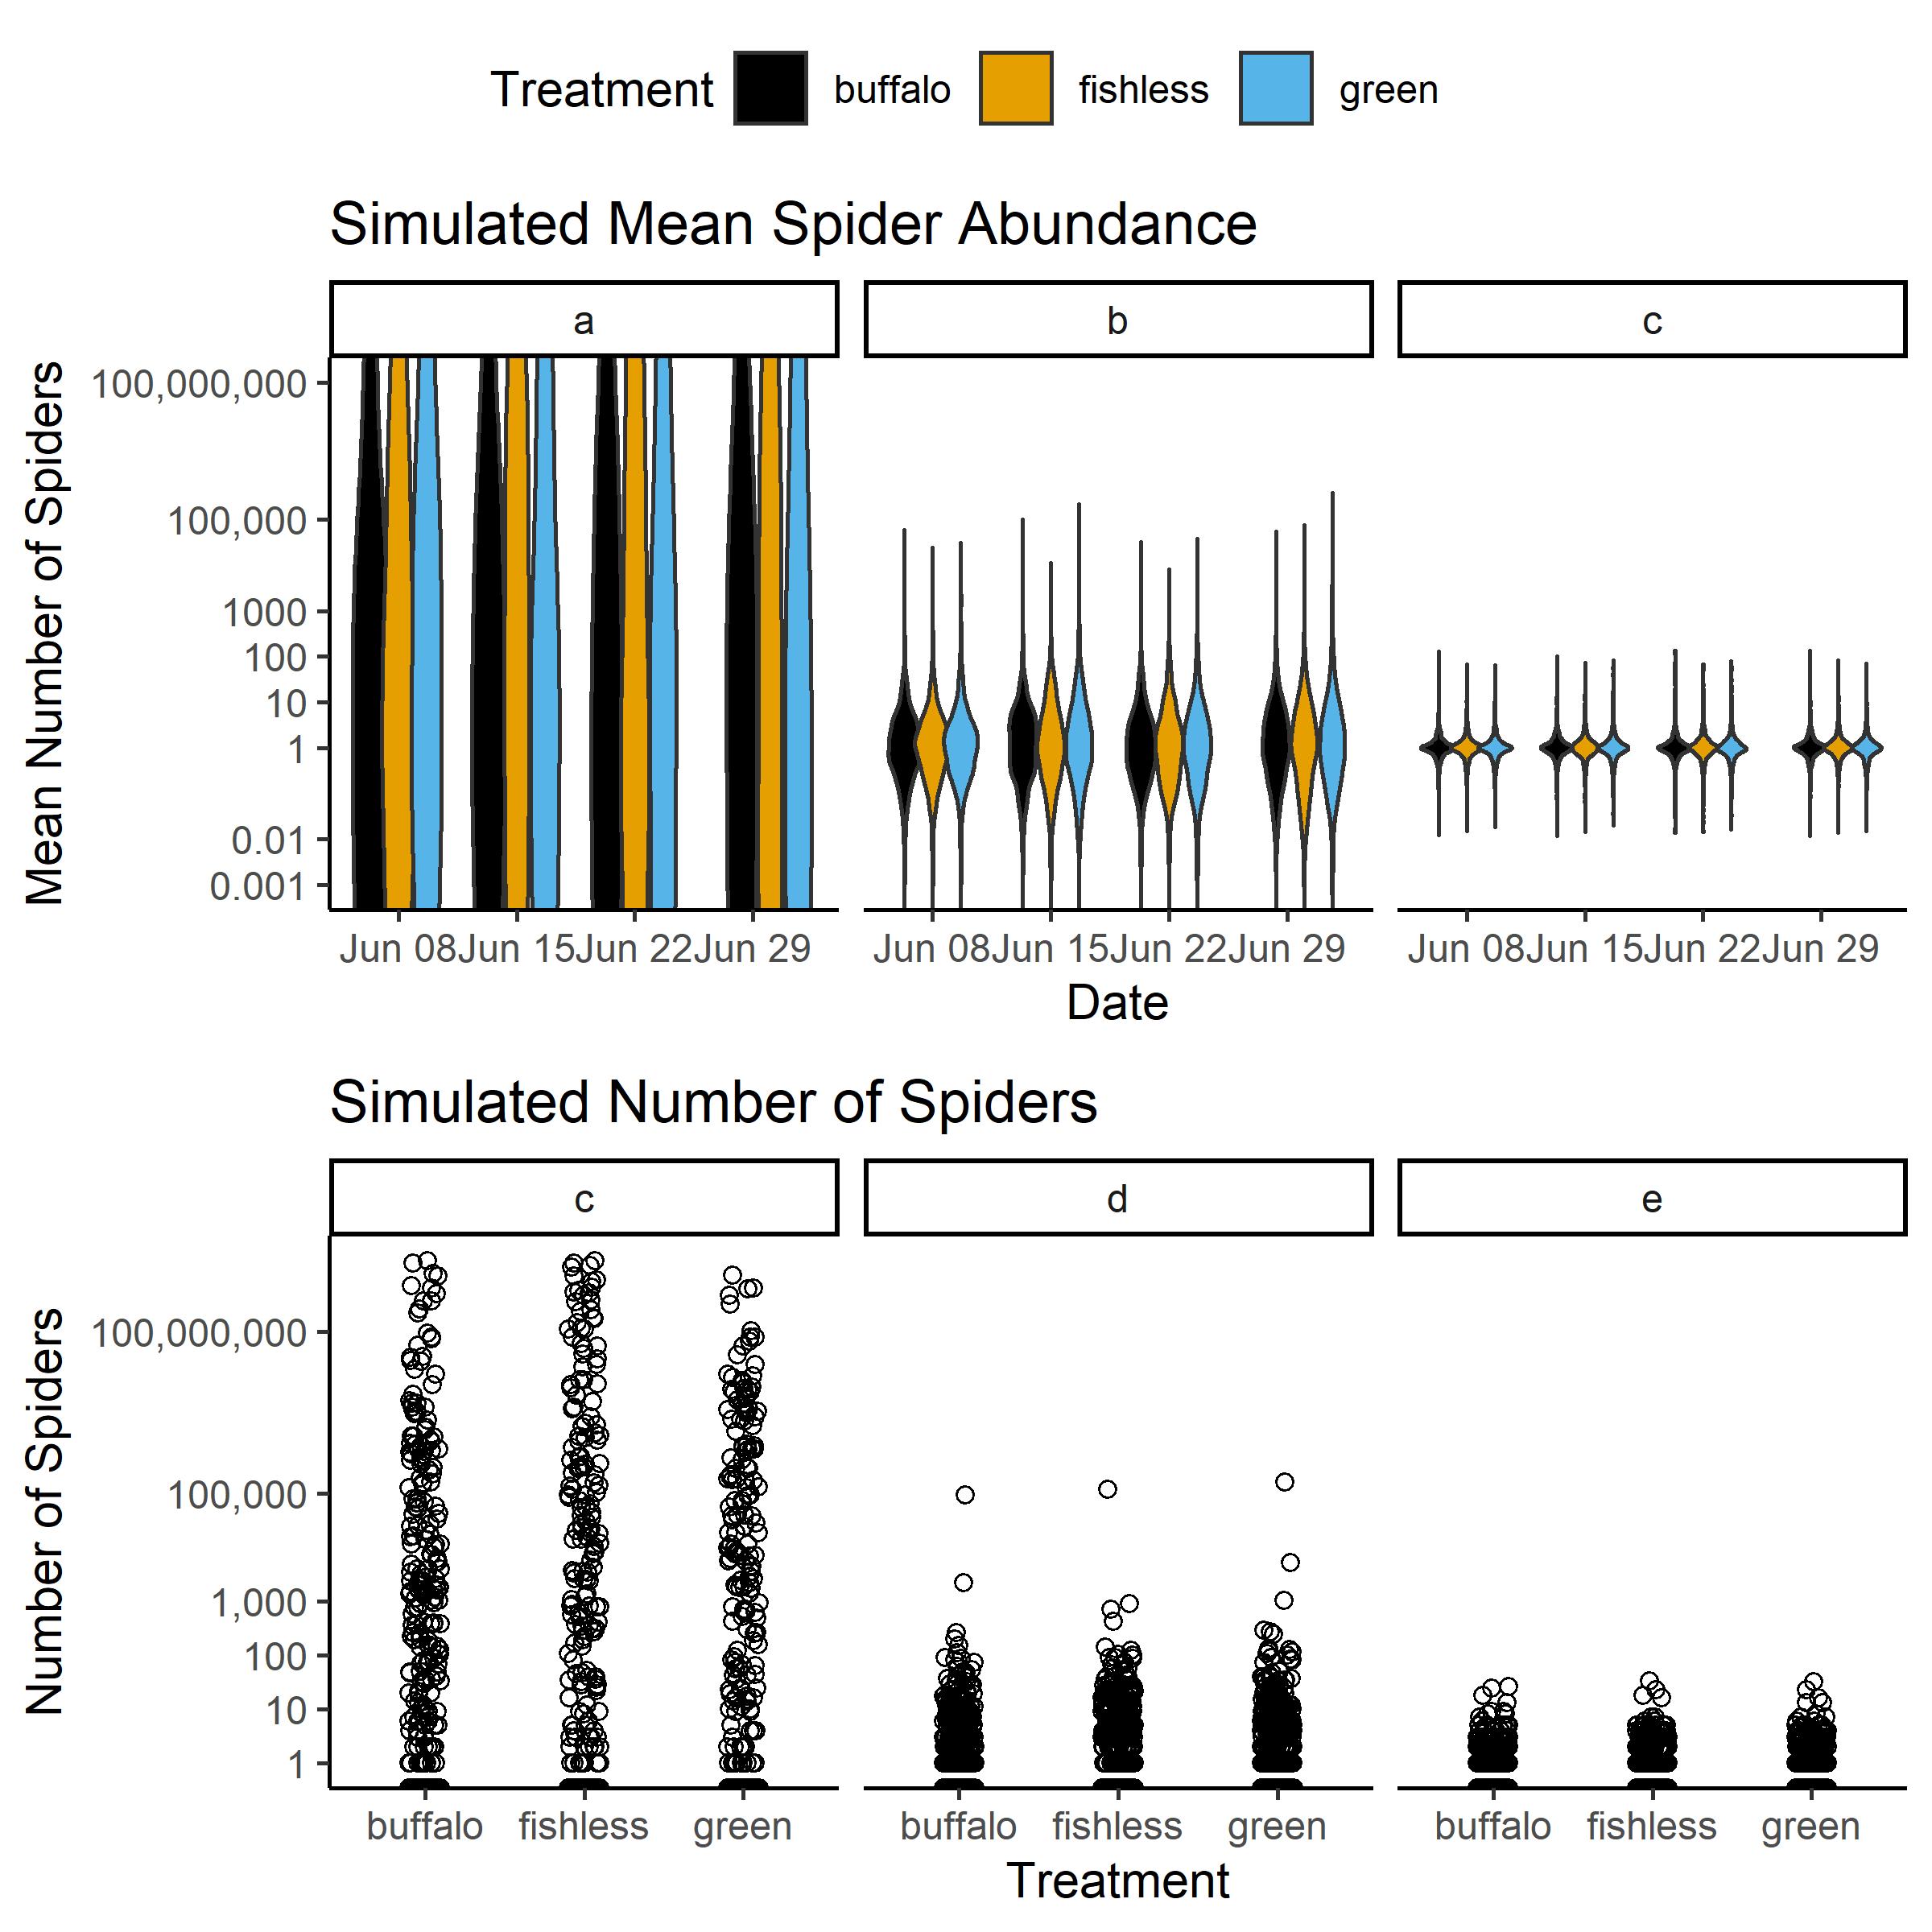 Treatment buffalo fishless green
Simulated Mean Spider Abundance
a b c
Mean Number of Spiders
100,000,000
100,000
1000
100
10
1
0.01
0.001
Jun 08 Jun 15 Jun 22 Jun 29 Jun 08 Jun 15 Jun 22 Jun 29 Jun 08 Jun 15 Jun 22 Jun 29
Date
Simulated Number of Spiders
c d e
Number of Spiders
100,000,000
100,000
1,000
100
10
1
buffalo fishless green buffalo fishless green buffalo fishless green
Treatment